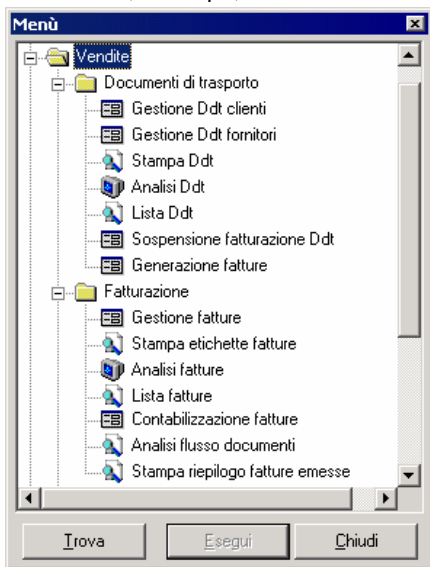 Menù
Vendite
Documenti di trasporto
Gestione Ddt clienti
Gestione Ddt fornitori
Stampa Ddt
Analisi Ddt
Lista Ddt
Sospensione fatturazione Ddt
Generazione fatture
Fatturazione
Gestione fatture
Stampa etichette fatture
Analisi fatture
Lista fatture
Contabilizzazione fatture
Analisi flusso documenti
Stampa riepilogo fatture emesse
Trova Esegui Chiudi